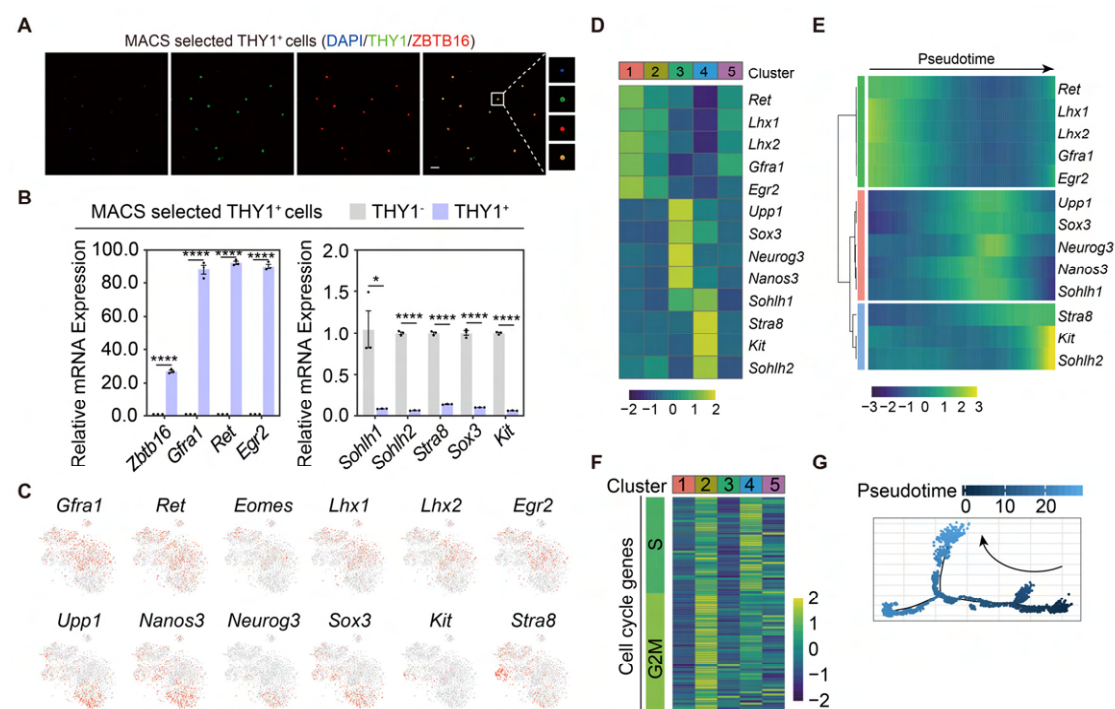 A
MACS selected THY1⁺ cells (DAPI/THY1/ZBTB16)
B
MACS selected THY1⁺ cells THY1⁻ THY1⁺
Relative mRNA Expression
100.0
80.0
60.0
40.0
20.0
0.0
**** **** **** ****
Zbtb16 Gfra1 Ret Egr2
Relative mRNA Expression
2.0
1.5
1.0
0.5
0.0
* **** **** **** ****
Sohlh1 Sohlh2 Stra8 Sox3 Kit
C
Gfra1 Ret Eomes Lhx1 Lhx2 Egr2
Upp1 Nanos3 Neurog3 Sox3 Kit Stra8
D
1 2 3 4 5 Cluster
Ret
Lhx1
Lhx2
Gfra1
Egr2
Upp1
Sox3
Neurog3
Nanos3
Sohlh1
Stra8
Kit
Sohlh2
−2 −1 0 1 2
E
Pseudotime
Ret
Lhx1
Lhx2
Gfra1
Egr2
Upp1
Sox3
Neurog3
Nanos3
Sohlh1
Stra8
Kit
Sohlh2
−3−2−1 0 1 2 3
F
Cluster 1 2 3 4 5
Cell cycle genes
S
G2M
2
1
0
−1
−2
G
Pseudotime
0 10 20